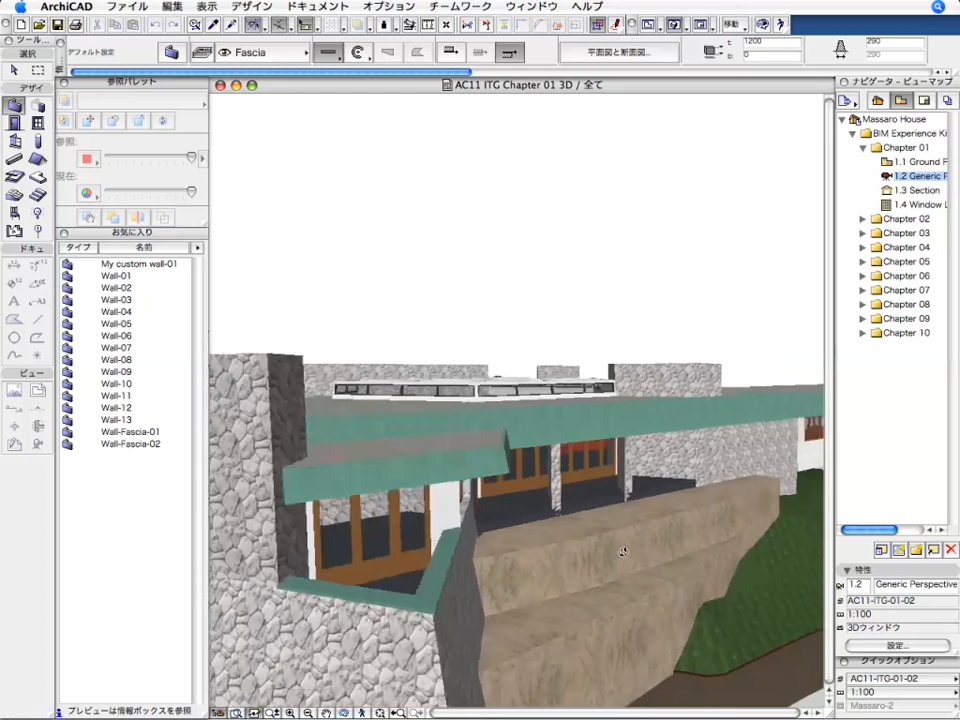 ArchiCAD ファイル 編集 表示 デザイン ドキュメント オプション チームワーク ウィンドウ ヘルプ
移動
ツール...
デフォルト設定
Fascia
平面図と断面図...
t: 1200
b: 0
290
290
選択
デザイ
参照パレット
参照:
現在:
お気に入り
タイプ 名前
My custom wall-01
Wall-01
Wall-02
Wall-03
Wall-04
Wall-05
Wall-06
Wall-07
Wall-08
Wall-09
Wall-10
Wall-11
Wall-12
Wall-13
Wall-Fascia-01
Wall-Fascia-02
ドキュ
ビュー
プレビューは情報ボックスを参照
AC11 ITG Chapter 01 3D / 全て
ナビゲータ - ビューマップ
Massaro House
BIM Experience Ki
Chapter 01
1.1 Ground F
1.2 Generic P
1.3 Section
1.4 Window L
Chapter 02
Chapter 03
Chapter 04
Chapter 05
Chapter 06
Chapter 07
Chapter 08
Chapter 09
Chapter 10
特性
1.2 Generic Perspective
AC11-ITG-01-02
1:100
3Dウィンドウ
設定...
クイックオプション
AC11-ITG-01-02
1:100
Massaro-2